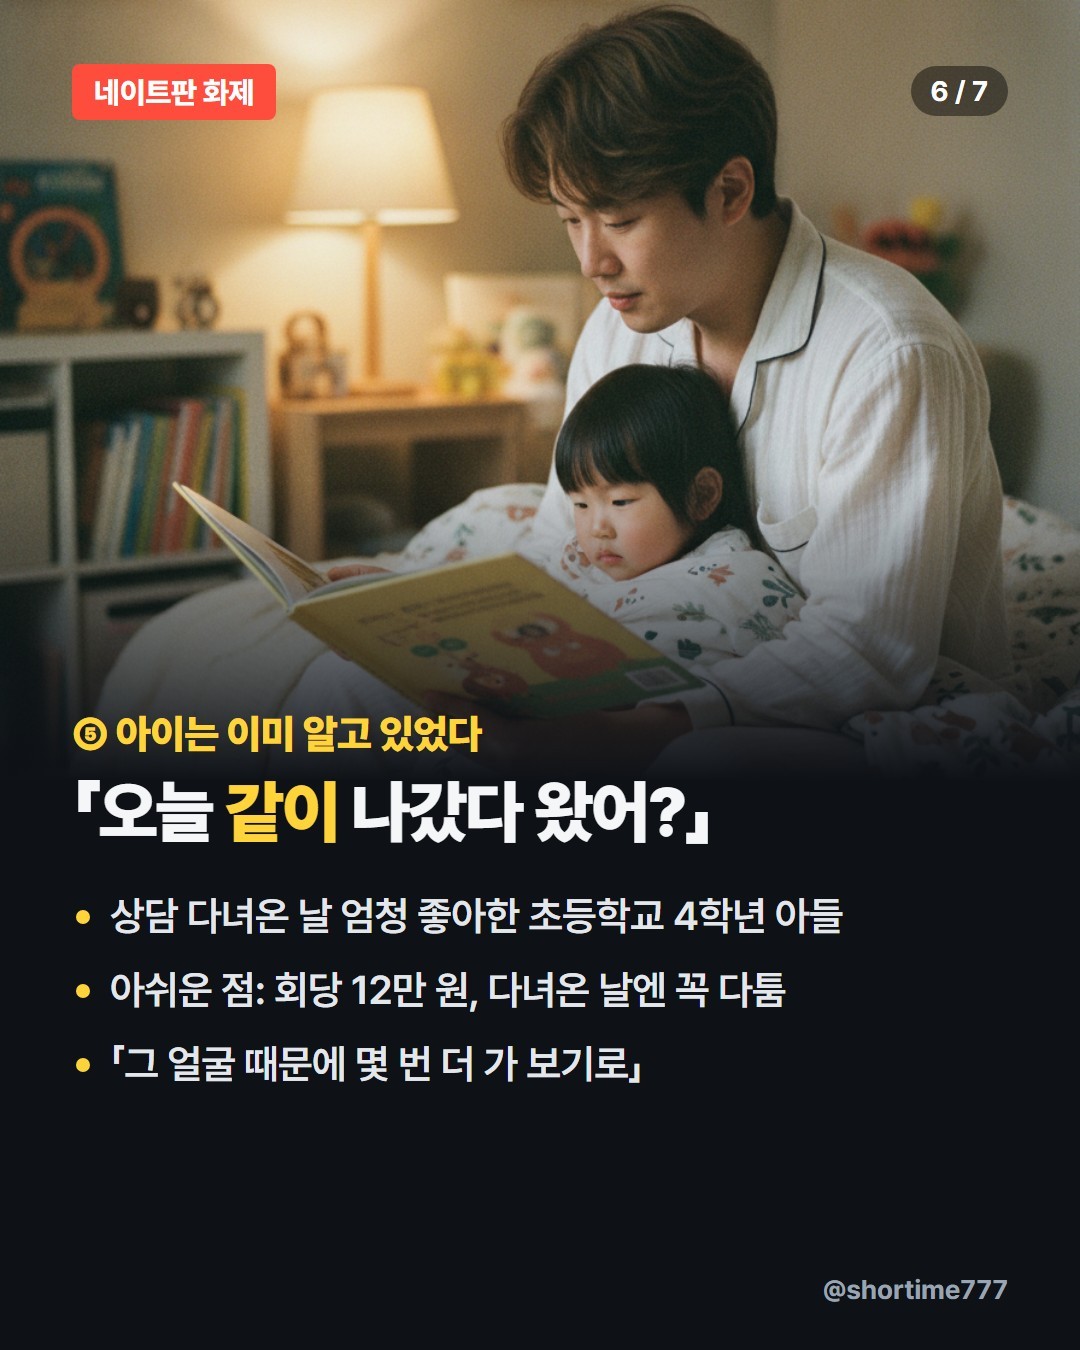 네이트판 화제
6 / 7
⑤ 아이는 이미 알고 있었다
「오늘 같이 나갔다 왔어?」
• 상담 다녀온 날 엄청 좋아한 초등학교 4학년 아들
• 아쉬운 점: 회당 12만 원, 다녀온 날엔 꼭 다툼
• 「그 얼굴 때문에 몇 번 더 가 보기로」
@shortime777